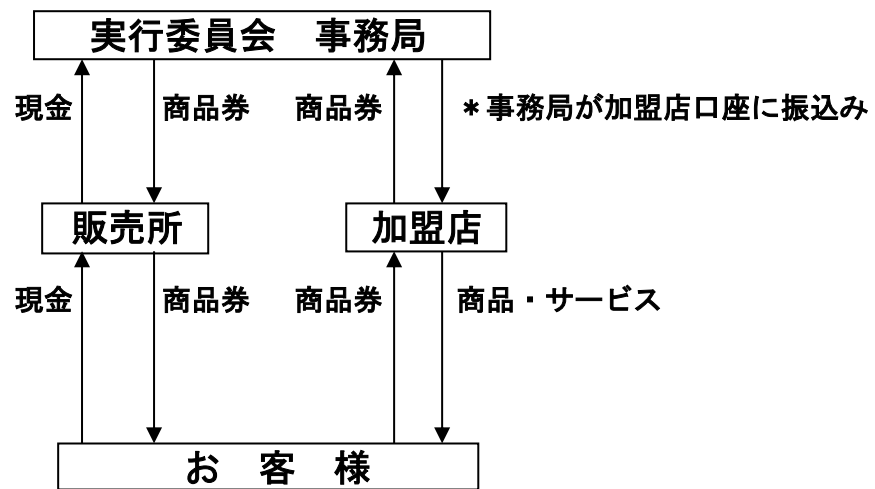 実行委員会　事務局
現金
商品券
商品券
＊事務局が加盟店口座に振込み
販売所
加盟店
現金
商品券
商品券
商品・サービス
お　客　様